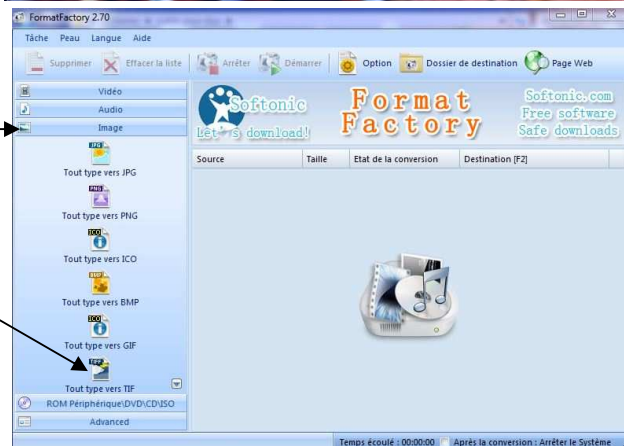 FormatFactory 2.70
Tâche Peau Langue Aide
Supprimer Effacer la liste Arrêter Démarrer Option Dossier de destination Page Web
Vidéo
Audio
Image
JPG
Tout type vers JPG
PNG
Tout type vers PNG
ICO
Tout type vers ICO
BMP
Tout type vers BMP
ICO
Tout type vers GIF
TIFF
Tout type vers TIF
ROM Périphérique\DVD\CD\ISO
Advanced
Softonic
Let's download!
Format
Factory
Softonic.com
Free software
Safe downloads
Source Taille Etat de la conversion Destination [F2]
Temps écoulé : 00:00:00 Après la conversion : Arrêter le Système